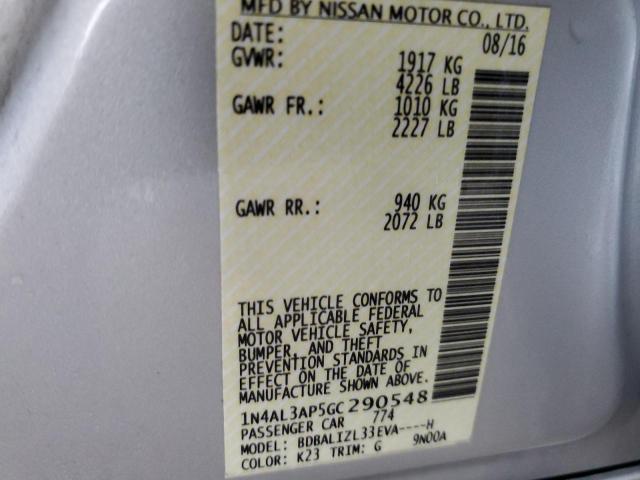 MFD BY NISSAN MOTOR CO., LTD.
DATE: 08/16
GVWR: 1917 KG
4226 LB
GAWR FR.: 1010 KG
2227 LB
GAWR RR.: 940 KG
2072 LB
THIS VEHICLE CONFORMS TO
ALL APPLICABLE FEDERAL
MOTOR VEHICLE SAFETY,
BUMPER, AND THEFT
PREVENTION STANDARDS IN
EFFECT ON THE DATE OF
MANUFACTURE SHOWN ABOVE.
1N4AL3AP5GC290548
PASSENGER CAR 774
MODEL: BDBALIZL33EVA----H
COLOR: K23 TRIM: G 9N00A